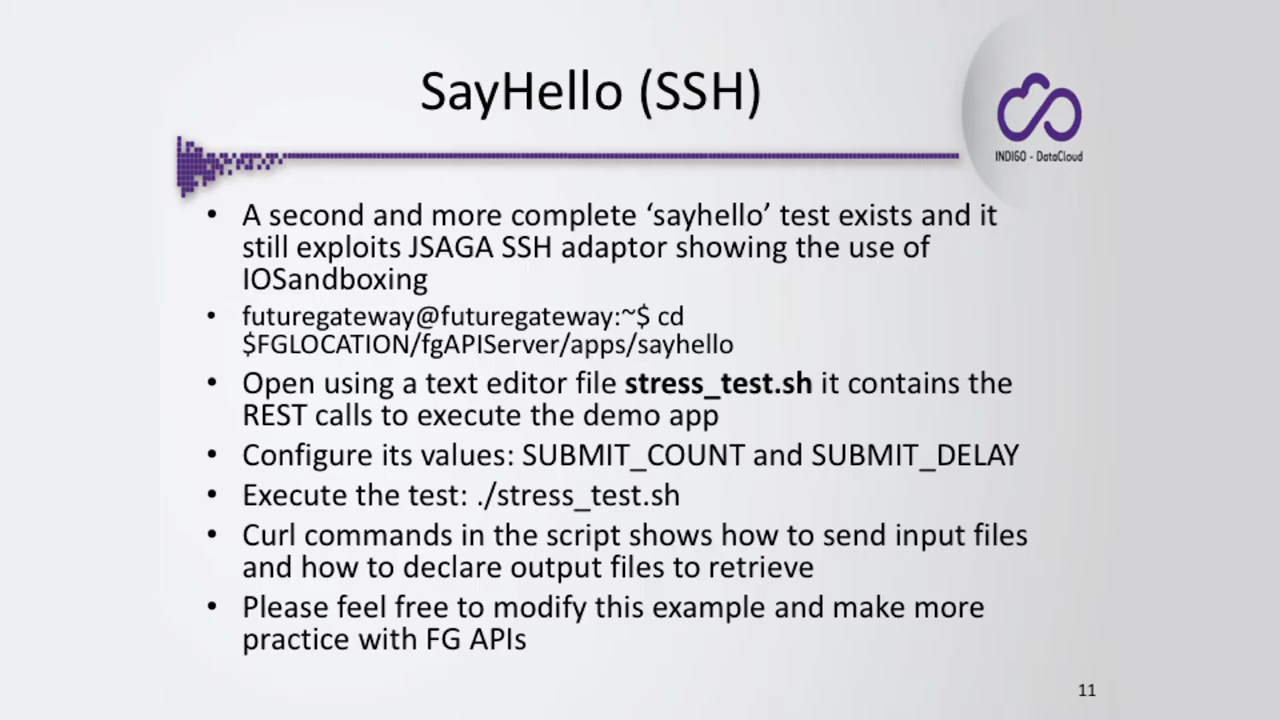 SayHello (SSH)
INDIGO - DataCloud
• A second and more complete ‘sayhello’ test exists and it
still exploits JSAGA SSH adaptor showing the use of
IOSandboxing
• futuregateway@futuregateway:~$ cd
$FGLOCATION/fgAPIServer/apps/sayhello
• Open using a text editor file stress_test.sh it contains the
REST calls to execute the demo app
• Configure its values: SUBMIT_COUNT and SUBMIT_DELAY
• Execute the test: ./stress_test.sh
• Curl commands in the script shows how to send input files
and how to declare output files to retrieve
• Please feel free to modify this example and make more
practice with FG APIs
11